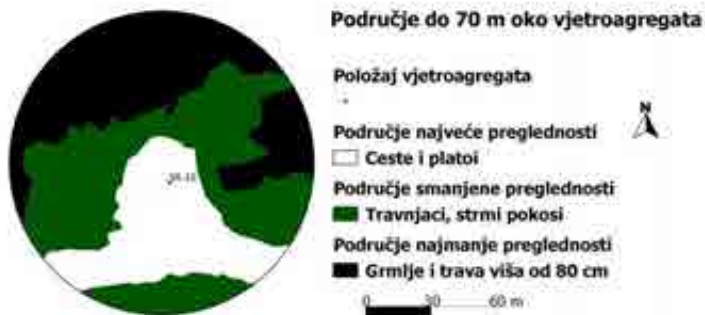 Područje do 70 m oko vjetroagregata
Položaj vjetroagregata
N
Područje najveće preglednosti
Ceste i platoi
Područje smanjene preglednosti
Travnjaci, strmi pokosi
Područje najmanje preglednosti
Grmlje i trava viša od 80 cm
0 30 60 m